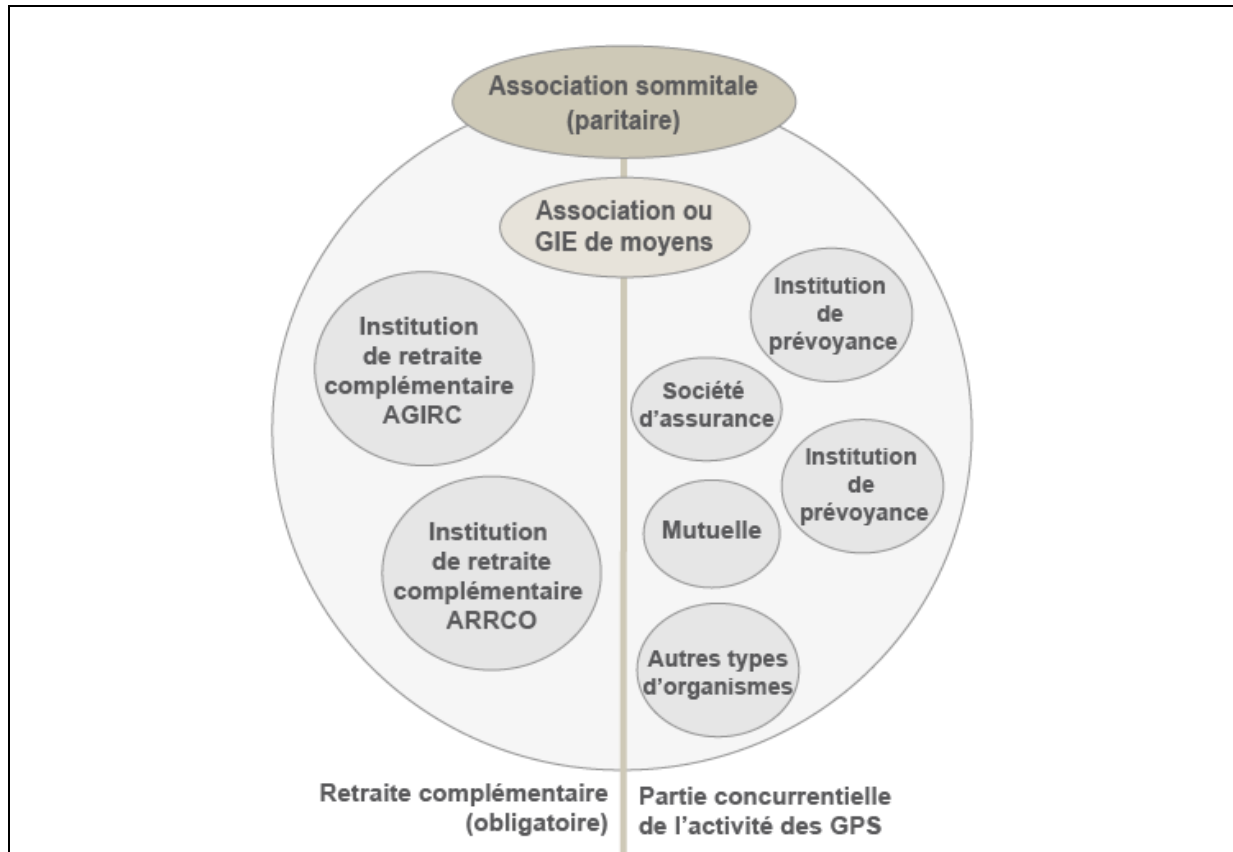 Association sommitale
(paritaire)
Association ou
GIE de moyens
Institution
de retraite
complémentaire
AGIRC
Institution
de retraite
complémentaire
ARRCO
Institution
de
prévoyance
Société
d'assurance
Institution
de
prévoyance
Mutuelle
Autres types
d'organismes
Retraite complémentaire
(obligatoire)
Partie concurrentielle
de l'activité des GPS